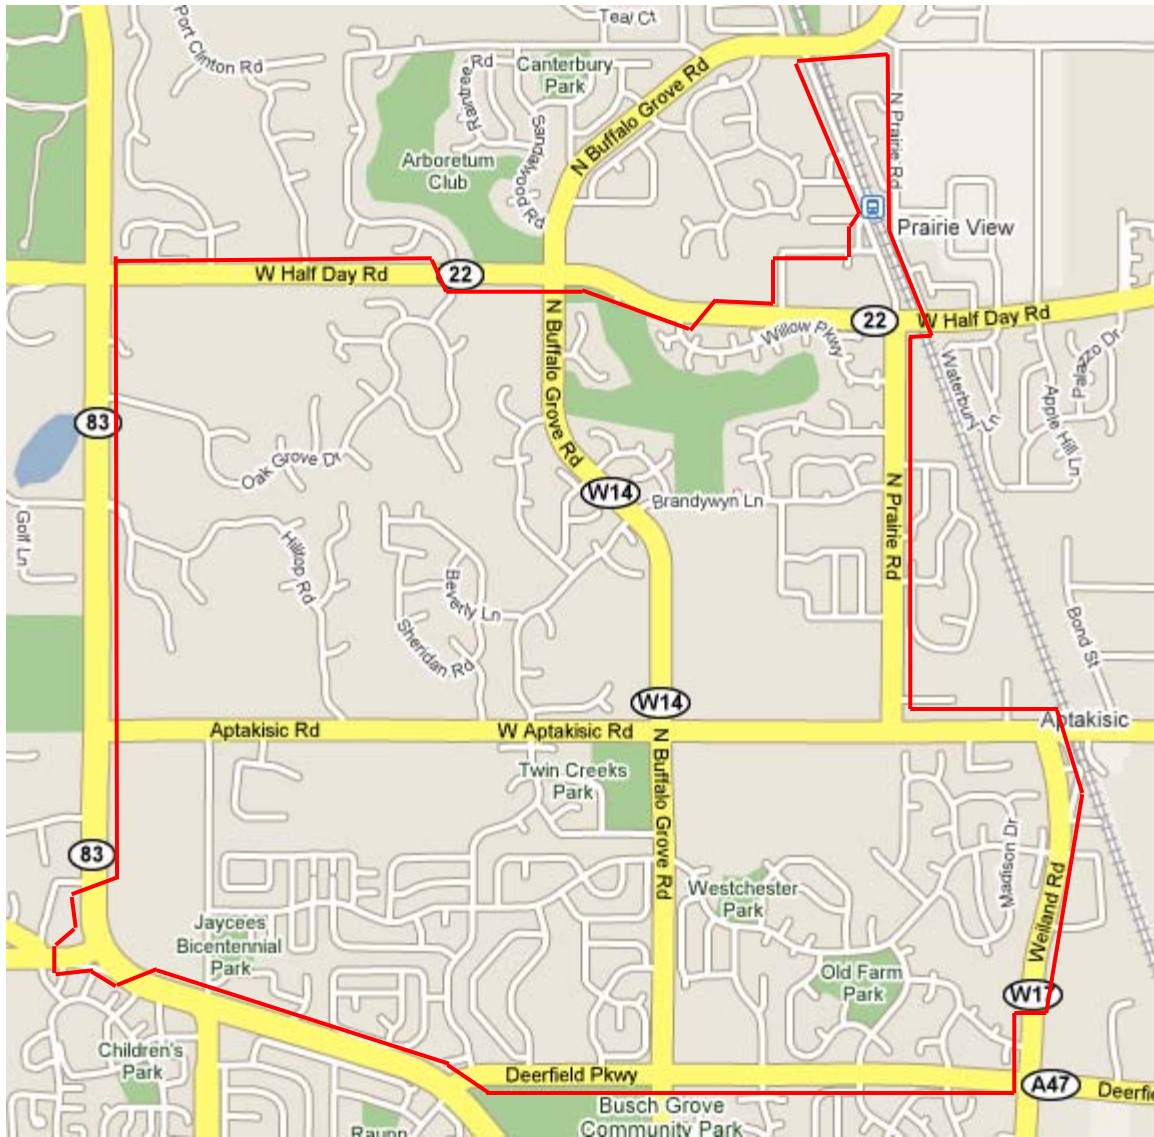 Port Clinton Rd
Teal Ct
Raintree
Rd
Canterbury
Park
Sandalwood Rd
N Buffalo Grove Rd
N Prairie Rd
Arboretum
Club
Prairie View
W Half Day Rd
22
N Buffalo Grove Rd
22
W Half Day Rd
Willow Pkwy
Waterbury Ln
Palazzo Dr
Apple Hill Ln
83
Oak Grove Dr
W14
Brandywyn Ln
N Prairie Rd
Golf Ln
Hilltop Rd
Beverly Ln
Sheridan Rd
Bond St
W14
Aptakisic Rd
W Aptakisic Rd
Aptakisic
N Buffalo Grove Rd
Twin Creeks
Park
83
Madison Dr
Westchester
Park
Weiland Rd
Jaycees
Bicentennial
Park
Old Farm
Park
W17
Children's
Park
Deerfield Pkwy
A47
Deerfie
Busch Grove
Community Park
Raupp